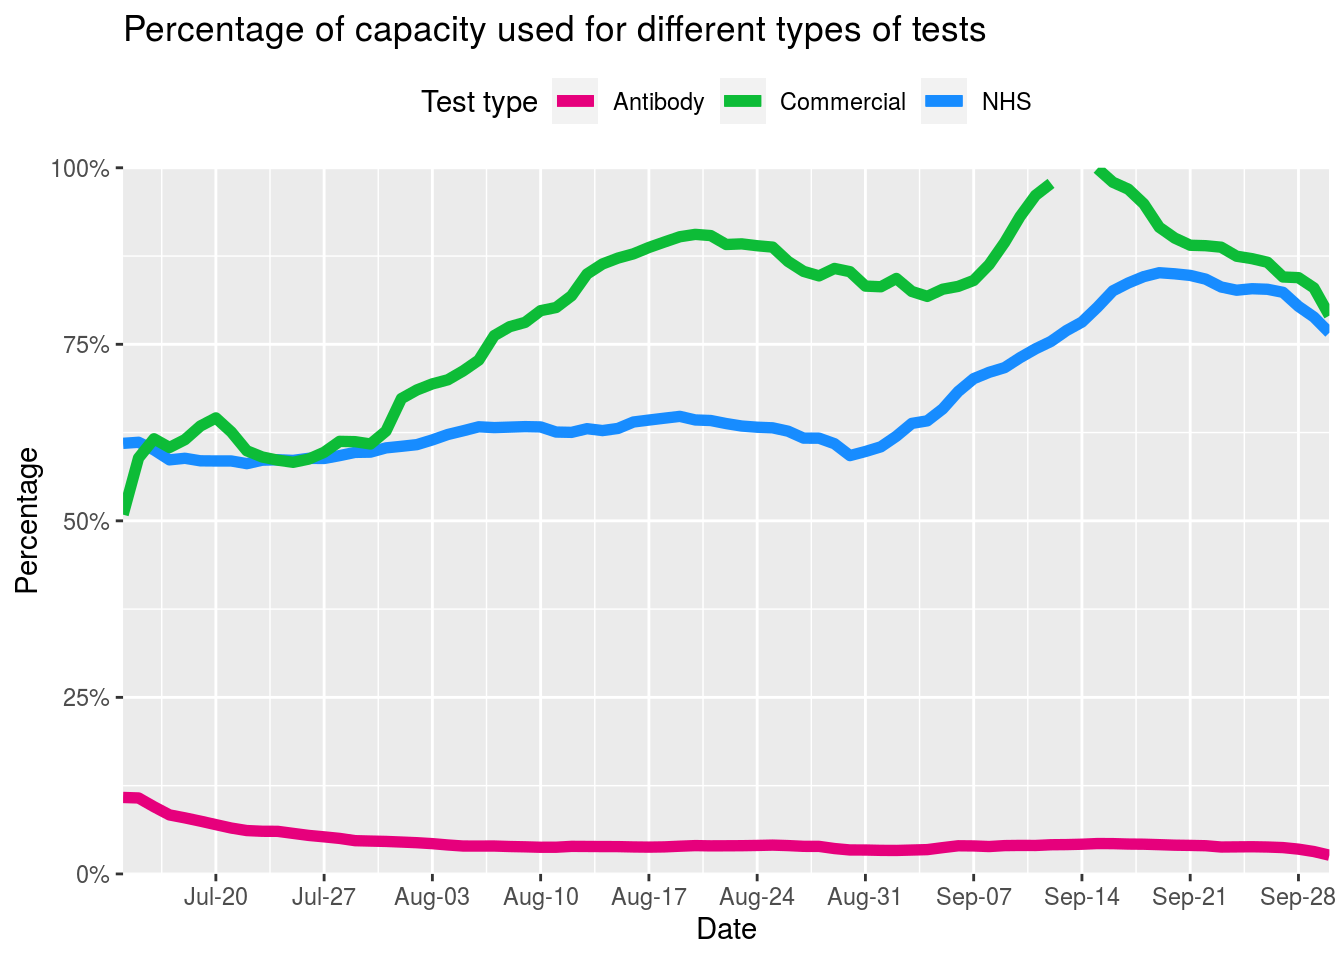 Percentage of capacity used for different types of tests
Test type Antibody Commercial NHS
100%
75%
50%
25%
0%
Percentage
Jul-20 Jul-27 Aug-03 Aug-10 Aug-17 Aug-24 Aug-31 Sep-07 Sep-14 Sep-21 Sep-28
Date